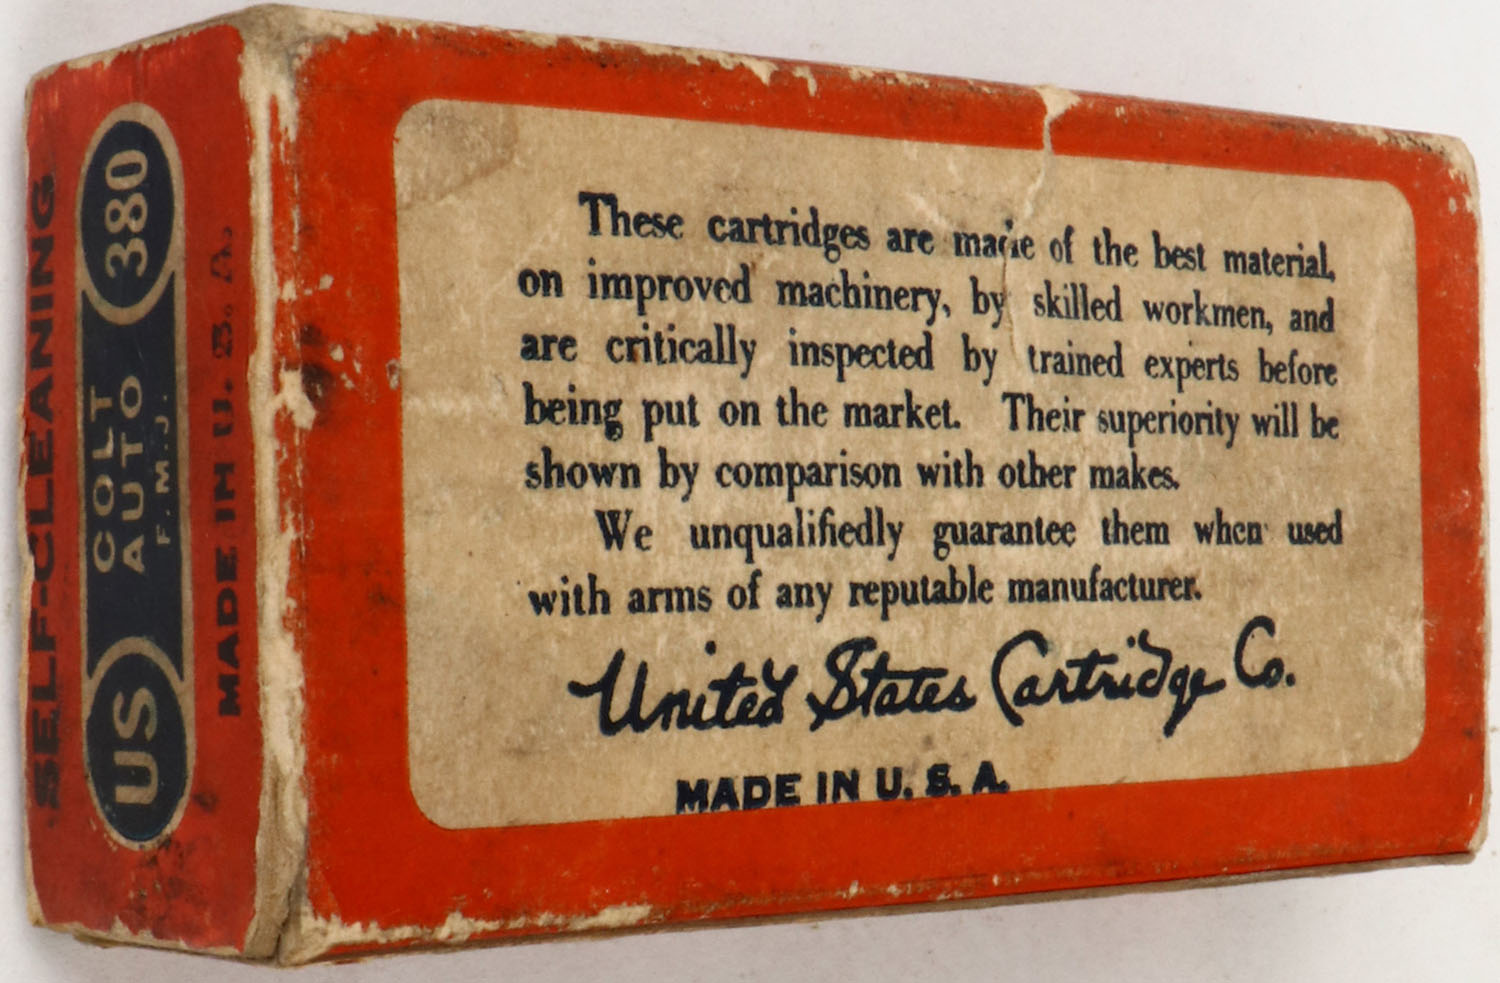 SELF-CLEANING
US COLT AUTO F.M.J. 380
MADE IN U.S.A.
These cartridges are made of the best material,
on improved machinery, by skilled workmen, and
are critically inspected by trained experts before
being put on the market. Their superiority will be
shown by comparison with other makes.
We unqualifiedly guarantee them when used
with arms of any reputable manufacturer.
United States Cartridge Co.
MADE IN U. S. A.